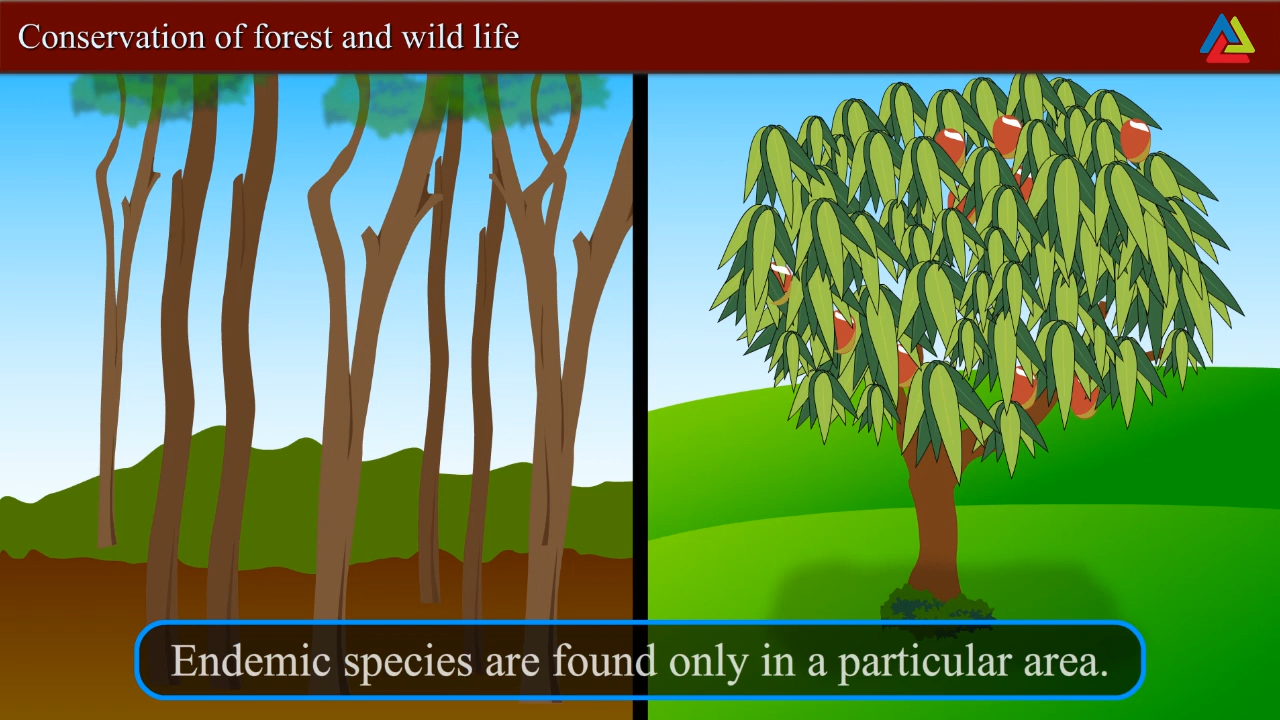 Conservation of forest and wild life
Endemic species are found only in a particular area.